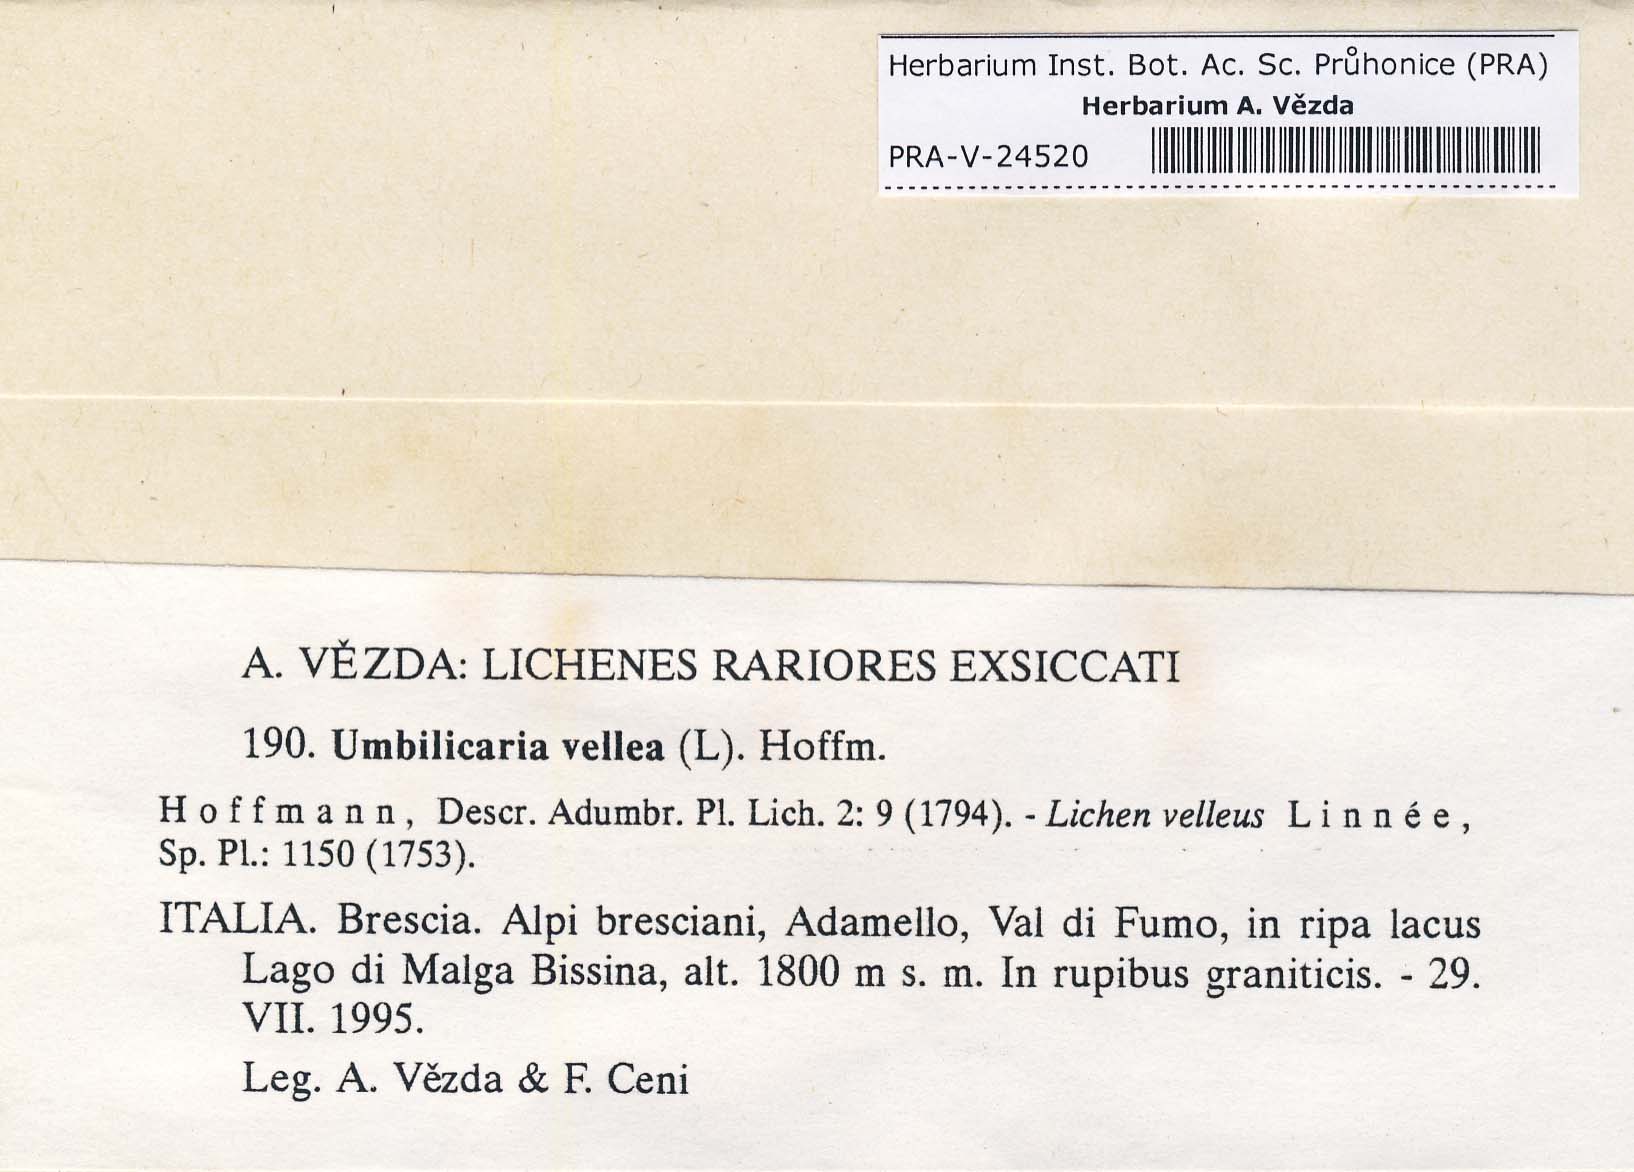 Herbarium Inst. Bot. Ac. Sc. Průhonice (PRA)
Herbarium A. Vězda
PRA-V-24520
A. VĚZDA: LICHENES RARIORES EXSICCATI
190. Umbilicaria vellea (L). Hoffm.
Hoffmann, Descr. Adumbr. Pl. Lich. 2: 9 (1794). - Lichen velleus Linnée,
Sp. Pl.: 1150 (1753).
ITALIA. Brescia. Alpi bresciani, Adamello, Val di Fumo, in ripa lacus
Lago di Malga Bissina, alt. 1800 m s. m. In rupibus graniticis. - 29.
VII. 1995.
Leg. A. Vězda & F. Ceni